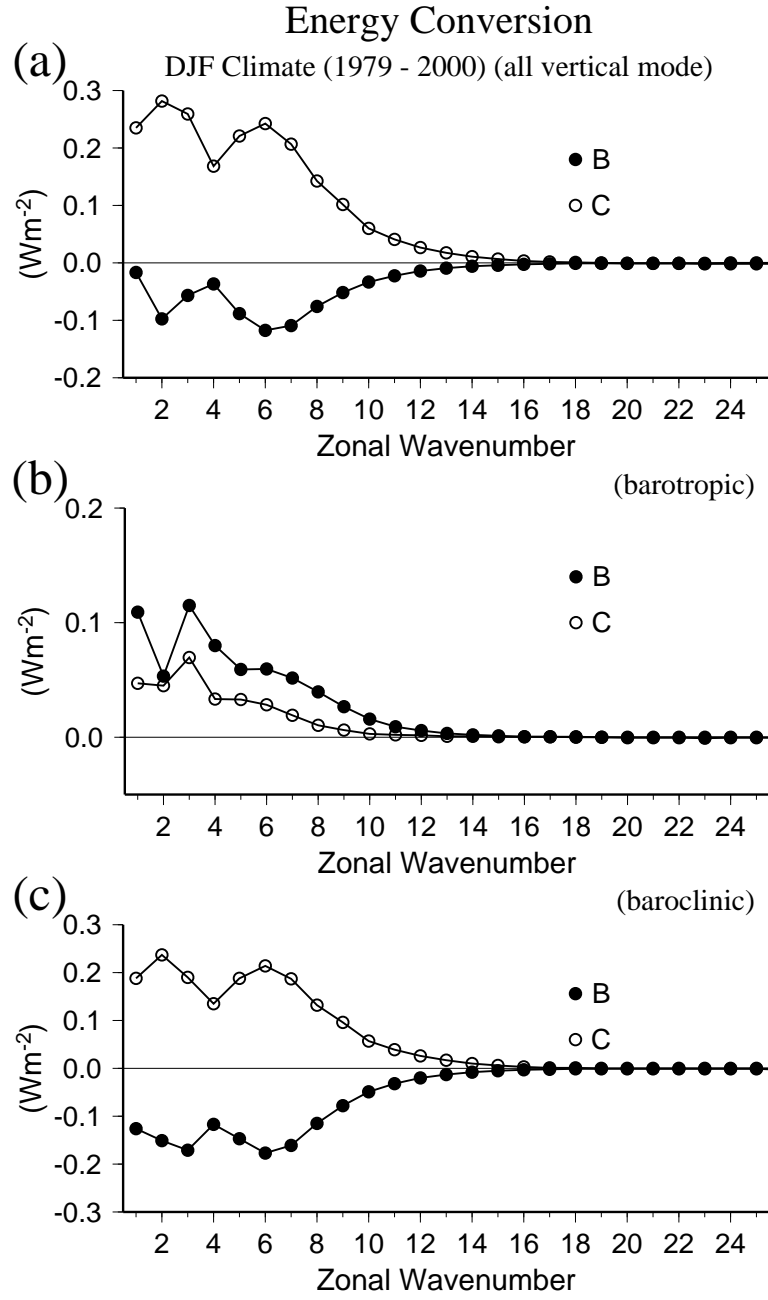 Energy Conversion
(a)
DJF Climate (1979 - 2000) (all vertical mode)
0.3
0.2
0.1
0.0
-0.1
-0.2
(Wm-2)
B
C
2 4 6 8 10 12 14 16 18 20 22 24
Zonal Wavenumber
(b)
(barotropic)
0.2
0.1
0.0
(Wm-2)
B
C
2 4 6 8 10 12 14 16 18 20 22 24
Zonal Wavenumber
(c)
(baroclinic)
0.3
0.2
0.1
0.0
-0.1
-0.2
-0.3
(Wm-2)
B
C
2 4 6 8 10 12 14 16 18 20 22 24
Zonal Wavenumber